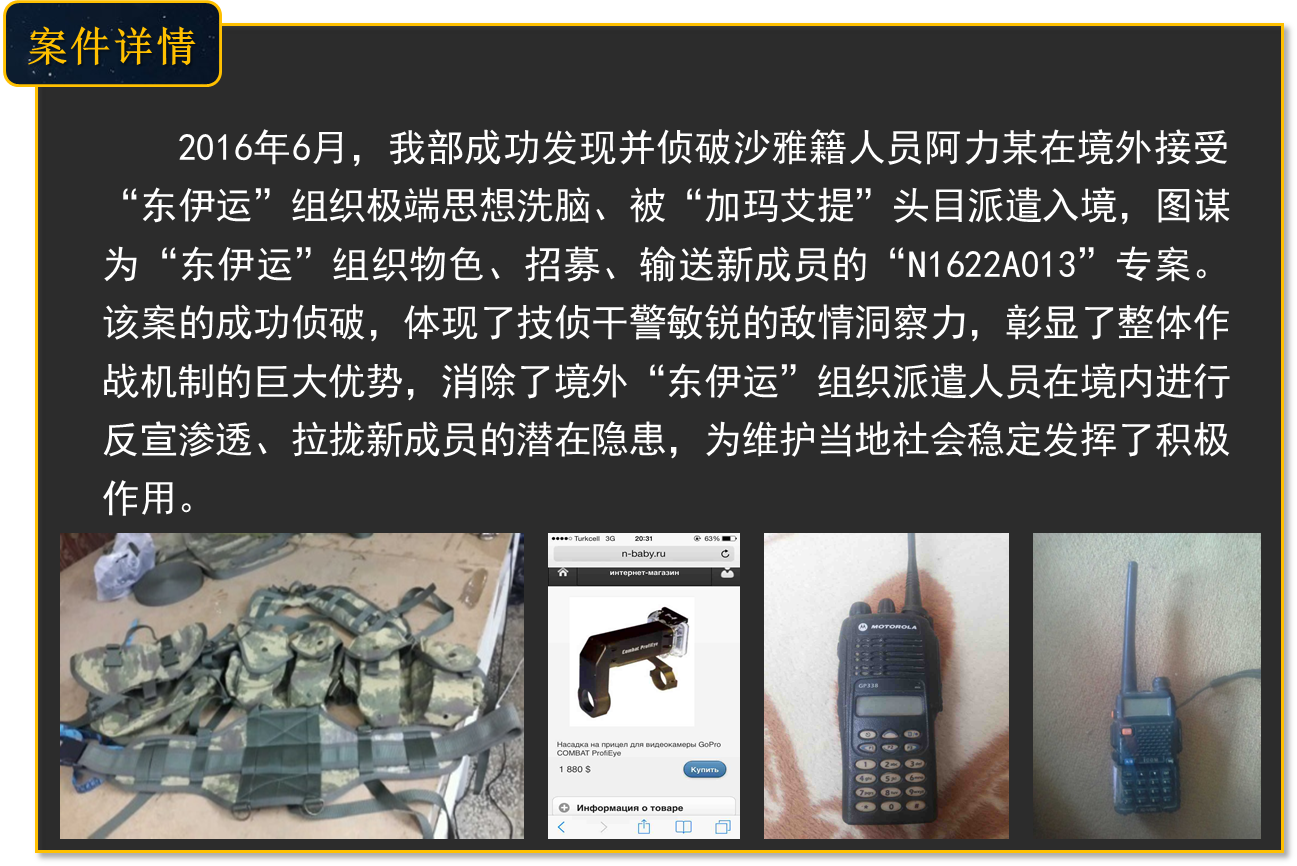 案件详情
2016年6月，我部成功发现并侦破沙雅籍人员阿力某在境外接受
“东伊运”组织极端思想洗脑、被“加玛艾提”头目派遣入境，图谋
为“东伊运”组织物色、招募、输送新成员的“N1622A013”专案。
该案的成功侦破，体现了技侦干警敏锐的敌情洞察力，彰显了整体作
战机制的巨大优势，消除了境外“东伊运”组织派遣人员在境内进行
反宣渗透、拉拢新成员的潜在隐患，为维护当地社会稳定发挥了积极
作用。
Turkcell 3G 20:31 63%
n-baby.ru
интернет-магазин
Combat ProfiEye
Насадка на прицел для видеокамеры GoPro
COMBAT ProfiEye
1 880 $ Купить
Информация о товаре
MOTOROLA
GP338